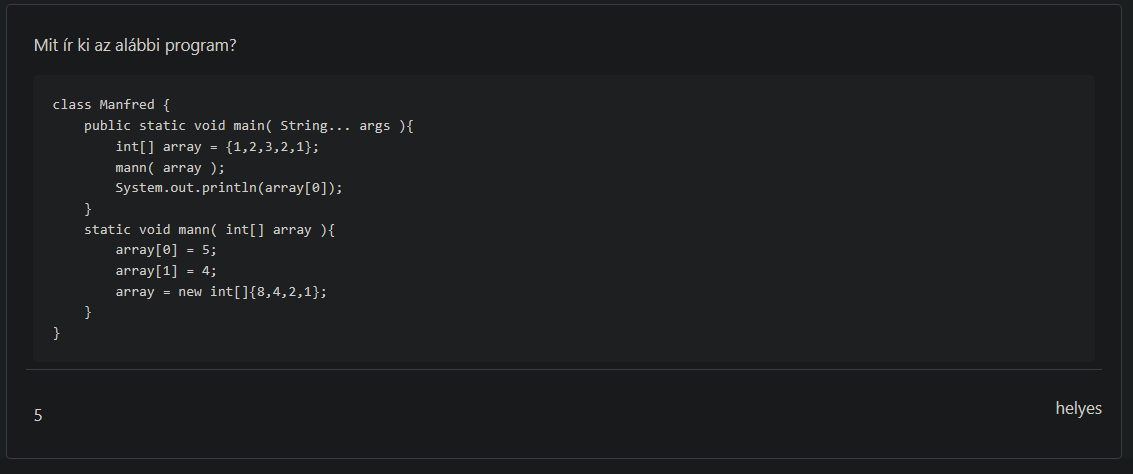 Mit ír ki az alábbi program?
class Manfred {
    public static void main( String... args ){
        int[] array = {1,2,3,2,1};
        mann( array );
        System.out.println(array[0]);
    }
    static void mann( int[] array ){
        array[0] = 5;
        array[1] = 4;
        array = new int[]{8,4,2,1};
    }
}
5
helyes